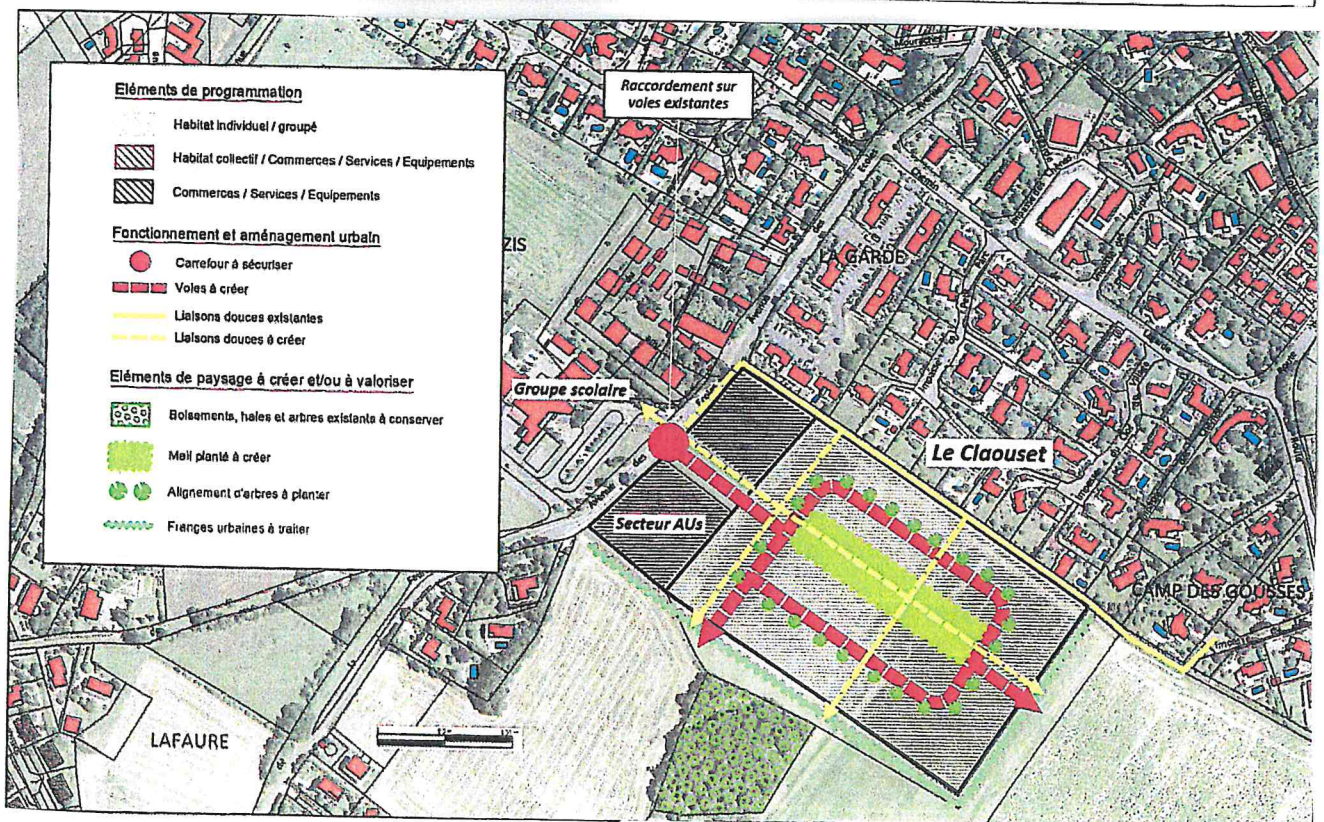 Eléments de programmation
Habitat individuel / groupé
Habitat collectif / Commerces / Services / Equipements
Commerces / Services / Equipements
Fonctionnement et aménagement urbain
Carrefour à sécuriser
Voies à créer
Liaisons douces existantes
Liaisons douces à créer
Eléments de paysage à créer et/ou à valoriser
Boisements, haies et arbres existants à conserver
Mail planté à créer
Alignement d'arbres à planter
Franges urbaines à traiter
Raccordement sur
voies existantes
ZIS
LA GARDE
Chemin
Groupe scolaire
Le Claouset
Secteur AUs
CAMP DES GOUSSES
LAFAURE